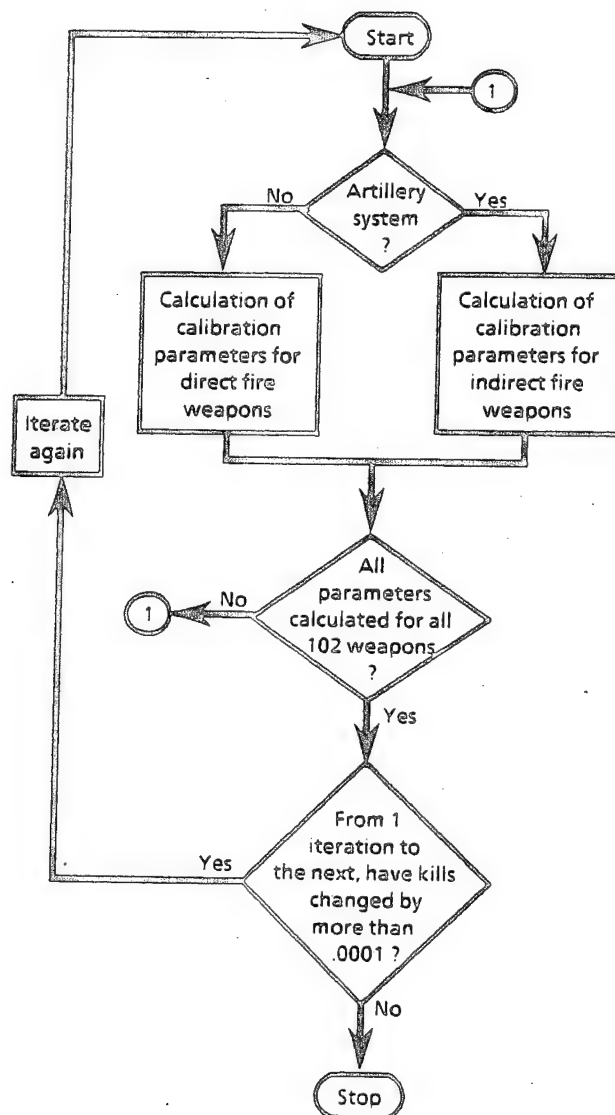 Start
1
No
Artillery
system
?
Yes
Calculation of
calibration
parameters for
direct fire
weapons
Calculation of
calibration
parameters for
indirect fire
weapons
Iterate
again
All
parameters
calculated for all
102 weapons
?
1
No
Yes
From 1
iteration to
the next, have kills
changed by
more than
.0001 ?
Yes
No
Stop